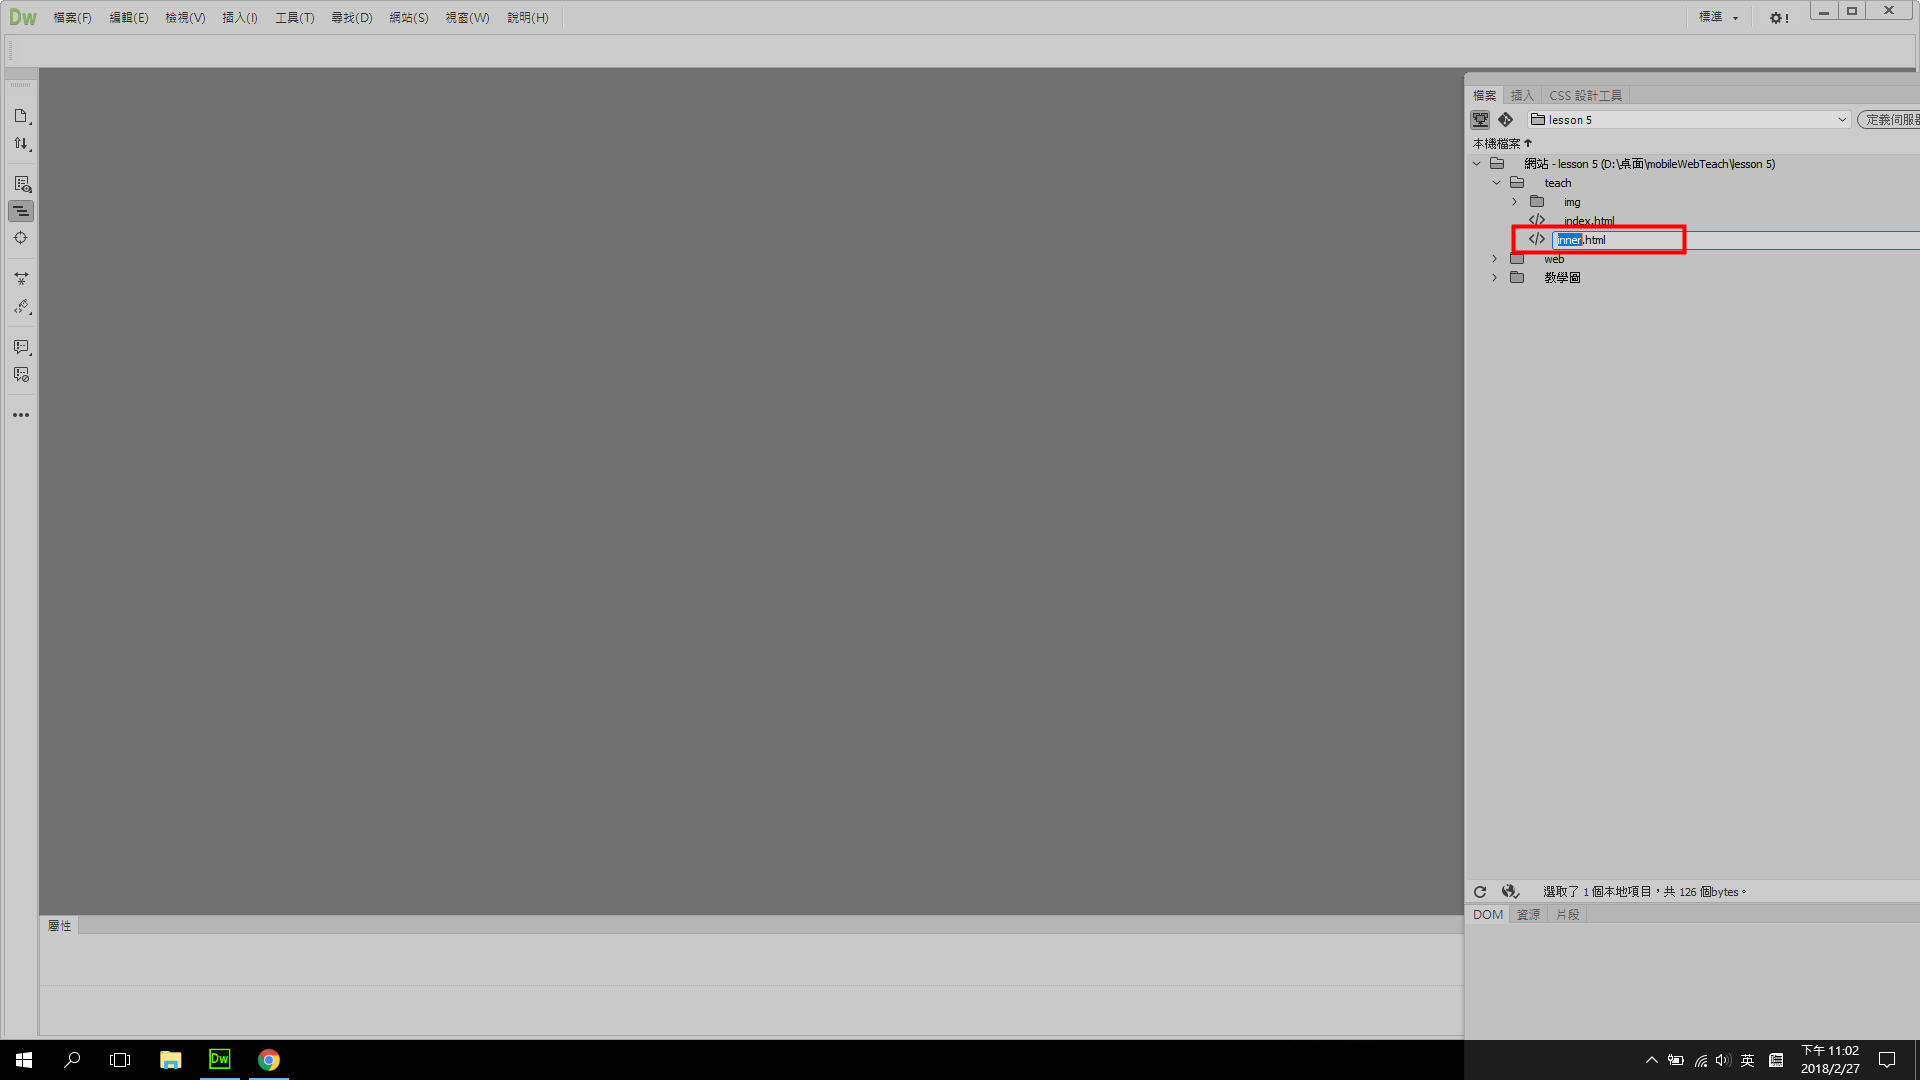 Dw 檔案(F) 編輯(E) 檢視(V) 插入(I) 工具(T) 尋找(D) 網站(S) 視窗(W) 說明(H) 標準
檔案 插入 CSS 設計工具
lesson 5 定義伺服器
本機檔案
網站 - lesson 5 (D:\桌面\mobileWebTeach\lesson 5)
teach
img
index.html
inner.html
web
教學圖
選取了 1 個本地項目，共 126 個bytes。
DOM 資源 片段
屬性
Dw
英
下午 11:02
2018/2/27